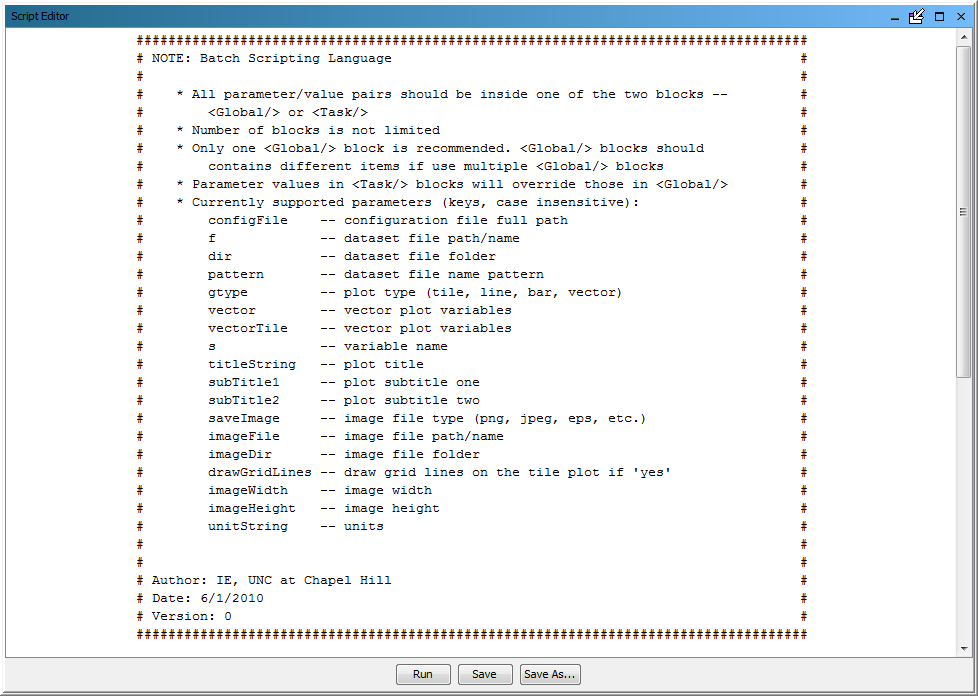 Script Editor
####################################################################################
# NOTE: Batch Scripting Language #
# #
# * All parameter/value pairs should be inside one of the two blocks -- #
# <Global/> or <Task/> #
# * Number of blocks is not limited #
# * Only one <Global/> block is recommended. <Global/> blocks should #
# contains different items if use multiple <Global/> blocks #
# * Parameter values in <Task/> blocks will override those in <Global/> #
# * Currently supported parameters (keys, case insensitive): #
# configFile -- configuration file full path #
# f -- dataset file path/name #
# dir -- dataset file folder #
# pattern -- dataset file name pattern #
# gtype -- plot type (tile, line, bar, vector) #
# vector -- vector plot variables #
# vectorTile -- vector plot variables #
# s -- variable name #
# titleString -- plot title #
# subTitle1 -- plot subtitle one #
# subTitle2 -- plot subtitle two #
# saveImage -- image file type (png, jpeg, eps, etc.) #
# imageFile -- image file path/name #
# imageDir -- image file folder #
# drawGridLines -- draw grid lines on the tile plot if 'yes' #
# imageWidth -- image width #
# imageHeight -- image height #
# unitString -- units #
# #
# #
# Author: IE, UNC at Chapel Hill #
# Date: 6/1/2010 #
# Version: 0 #
####################################################################################
Run Save Save As...